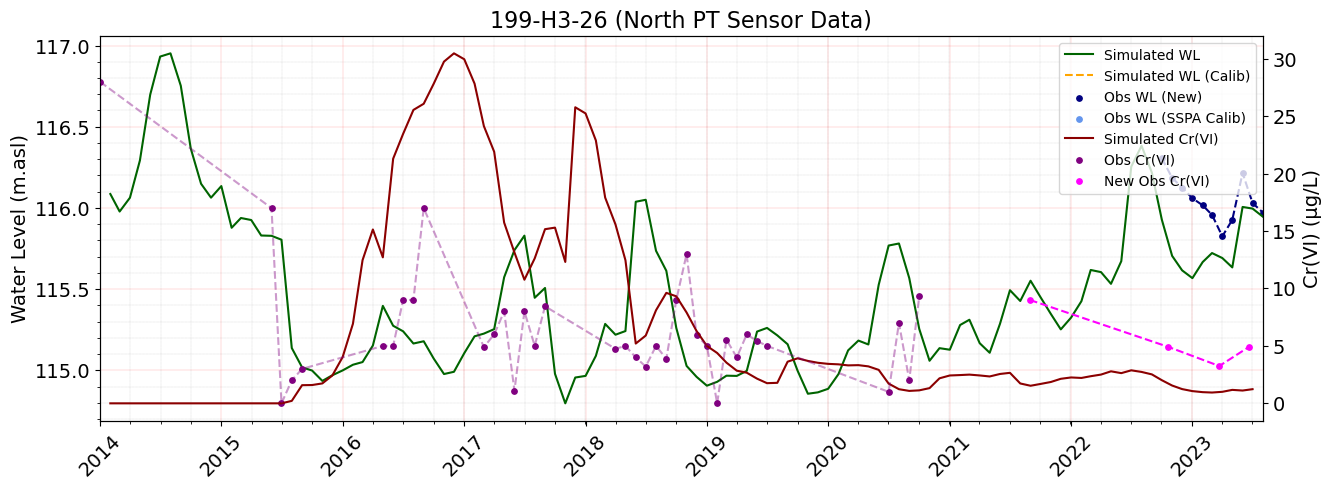 199-H3-26 (North PT Sensor Data)
Water Level (m.asl)
117.0
116.5
116.0
115.5
115.0
Simulated WL
Simulated WL (Calib)
Obs WL (New)
Obs WL (SSPA Calib)
Simulated Cr(VI)
Obs Cr(VI)
New Obs Cr(VI)
30
25
20
15
10
5
0
Cr(VI) (µg/L)
2014
2015
2016
2017
2018
2019
2020
2021
2022
2023